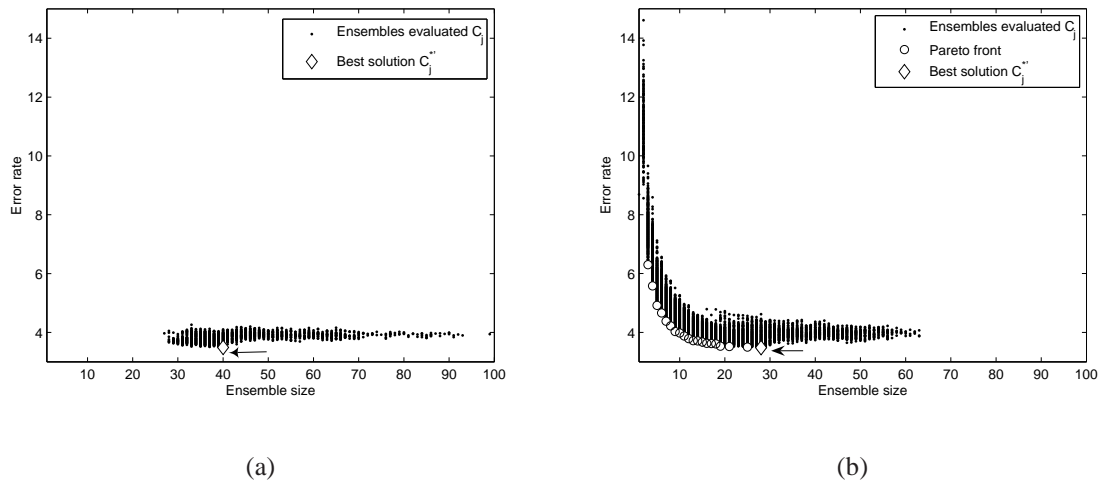 14
12
10
8
6
4
Error rate
10 20 30 40 50 60 70 80 90 100
Ensemble size
Ensembles evaluated C_j
Best solution C_j^*'
(a)
14
12
10
8
6
4
Error rate
10 20 30 40 50 60 70 80 90 100
Ensemble size
Ensembles evaluated C_j
Pareto front
Best solution C_j^*'
(b)